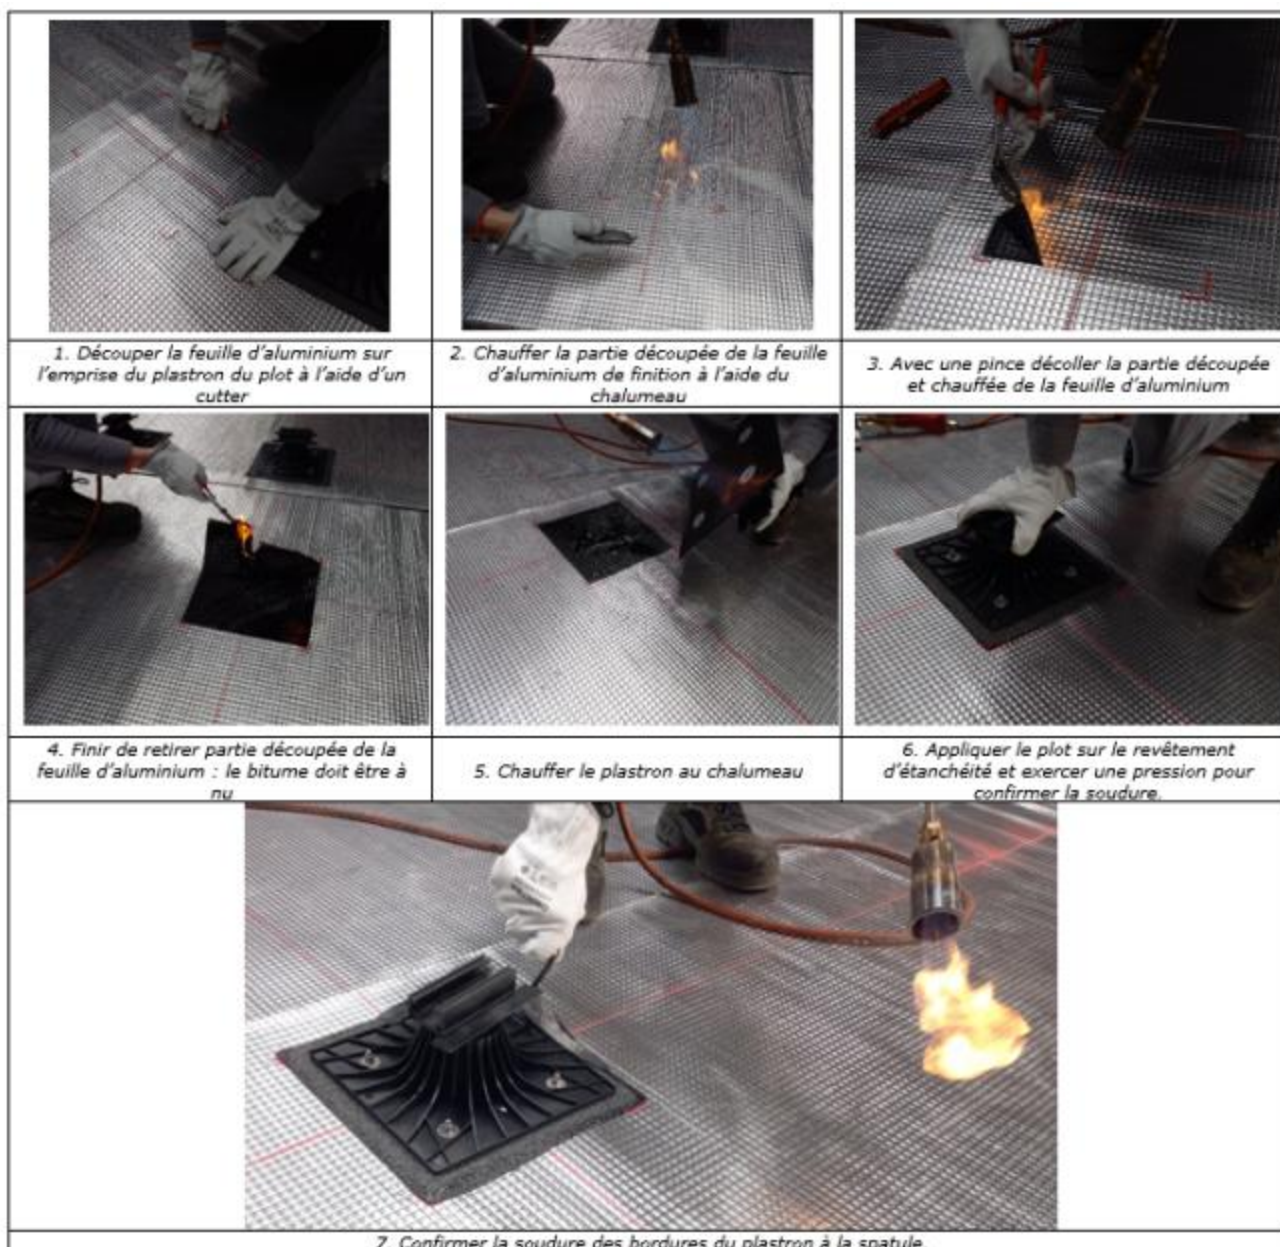 1. Découper la feuille d'aluminium sur
l'emprise du plastron du plot à l'aide d'un
cutter
2. Chauffer la partie découpée de la feuille
d'aluminium de finition à l'aide du
chalumeau
3. Avec une pince décoller la partie découpée
et chauffée de la feuille d'aluminium
4. Finir de retirer partie découpée de la
feuille d'aluminium : le bitume doit être à
nu
5. Chauffer le plastron au chalumeau
6. Appliquer le plot sur le revêtement
d'étanchéité et exercer une pression pour
confirmer la soudure.
7. Confirmer la soudure des bordures du plastron à la spatule.